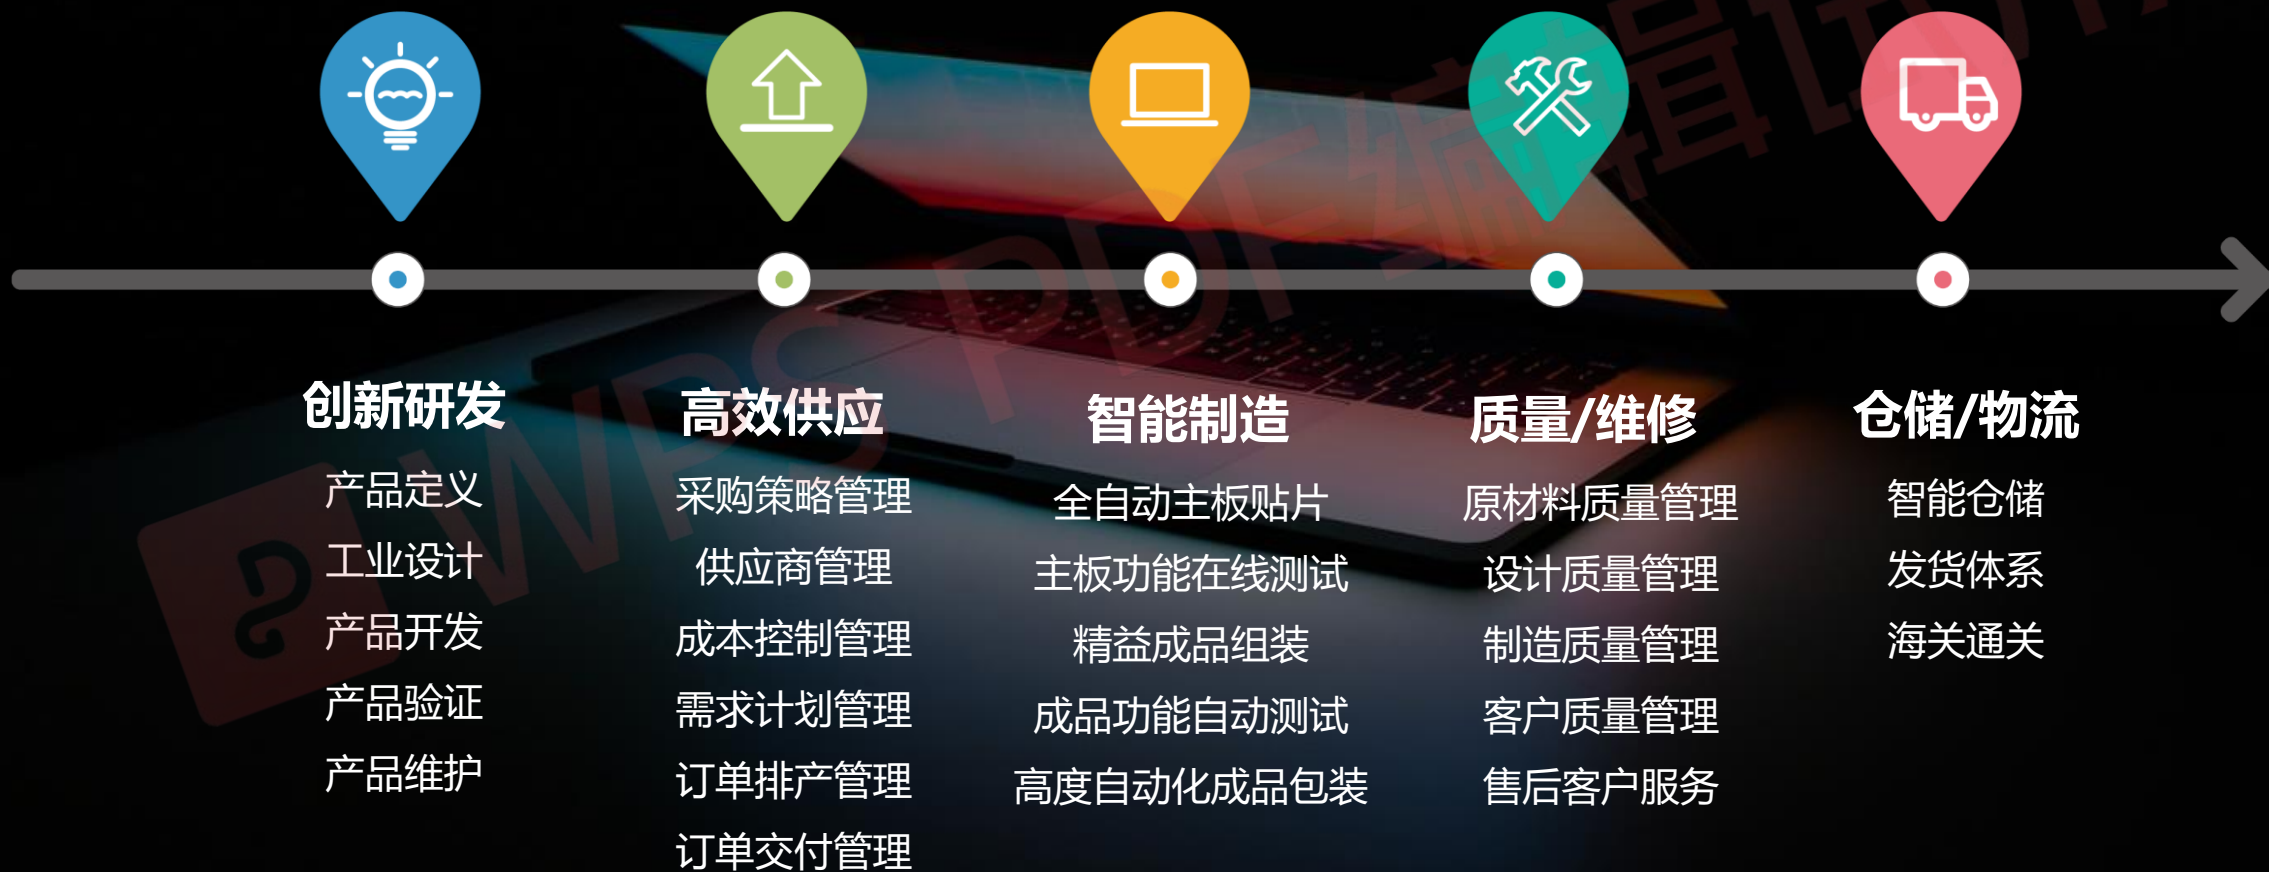 创新研发
产品定义
工业设计
产品开发
产品验证
产品维护
高效供应
采购策略管理
供应商管理
成本控制管理
需求计划管理
订单排产管理
订单交付管理
智能制造
全自动主板贴片
主板功能在线测试
精益成品组装
成品功能自动测试
高度自动化成品包装
质量/维修
原材料质量管理
设计质量管理
制造质量管理
客户质量管理
售后客户服务
仓储/物流
智能仓储
发货体系
海关通关
WPS PDF编辑试用